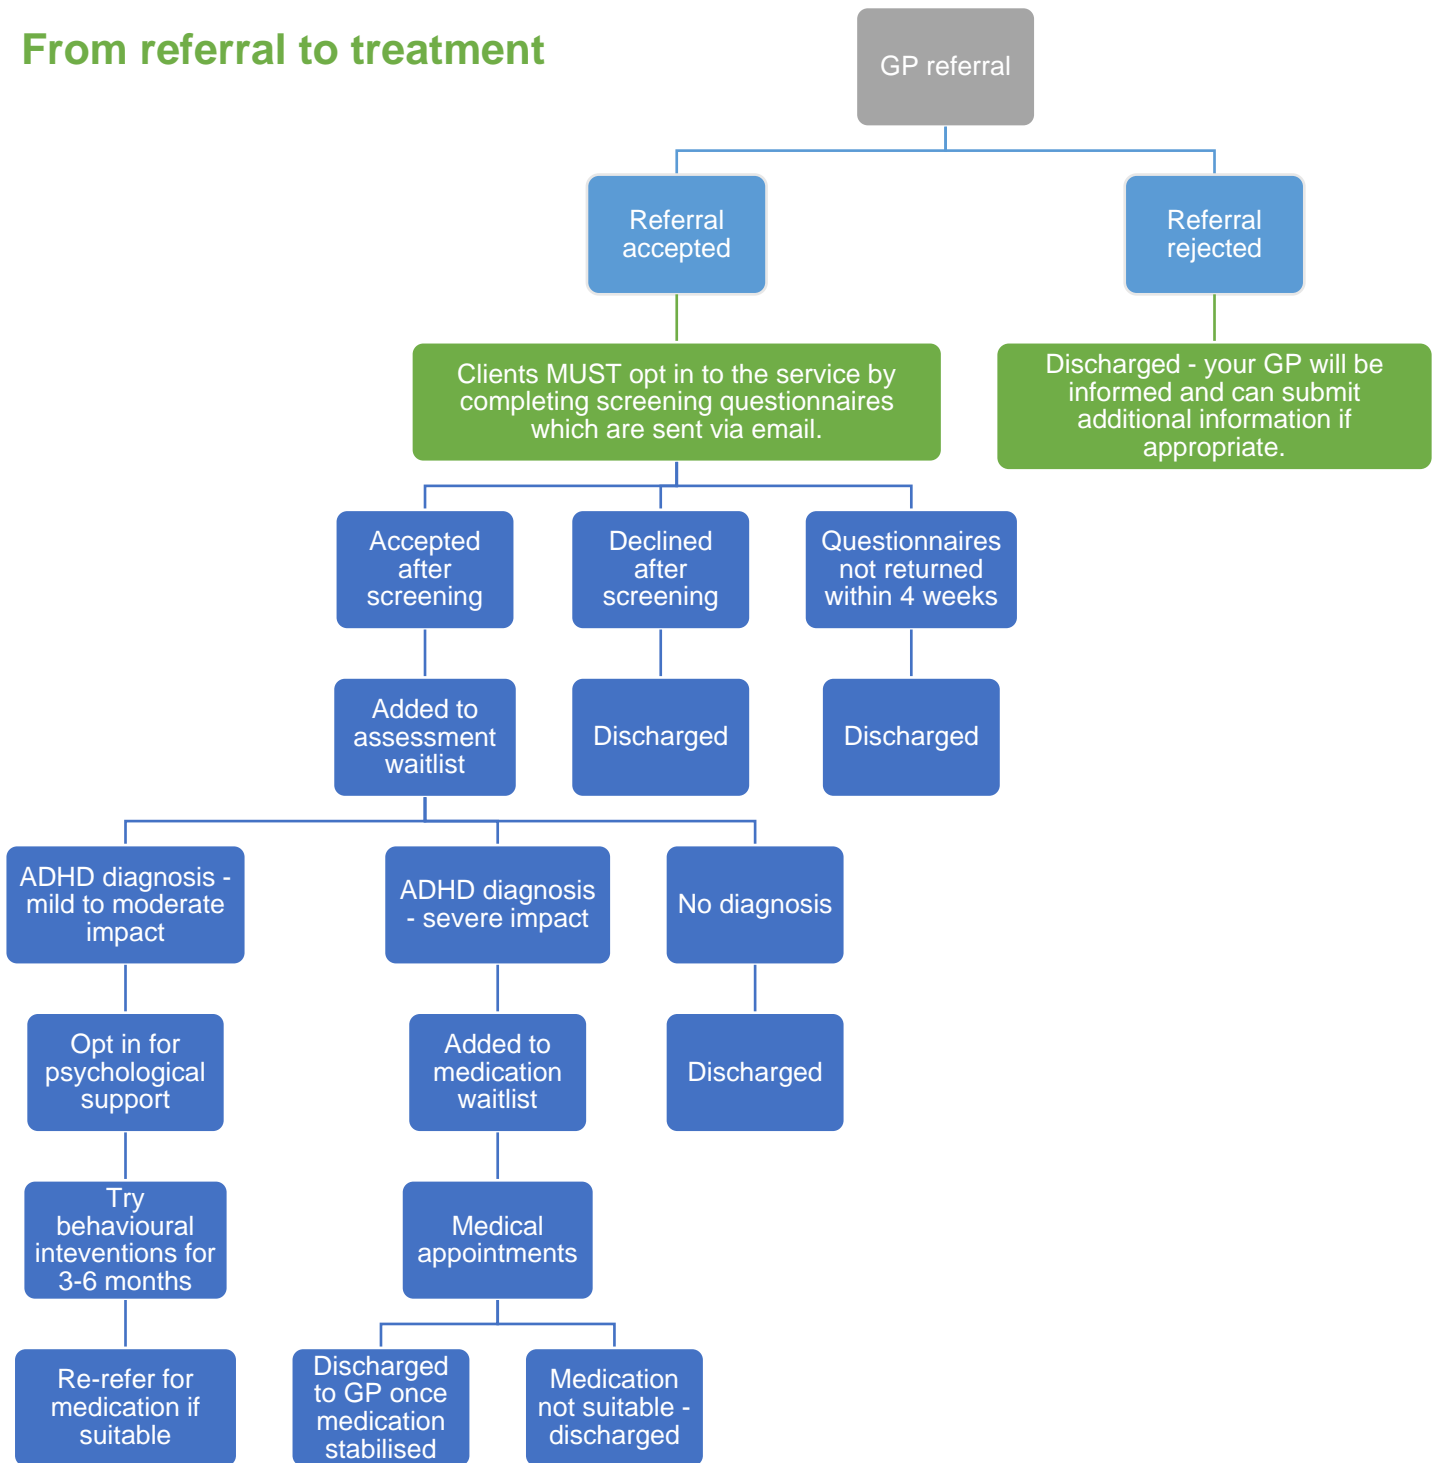 From referral to treatment
GP referral
Referral
accepted
Referral
rejected
Clients MUST opt in to the service by
completing screening questionnaires
which are sent via email.
Discharged - your GP will be
informed and can submit
additional information if
appropriate.
Accepted
after
screening
Declined
after
screening
Questionnaires
not returned
within 4 weeks
Added to
assessment
waitlist
Discharged
Discharged
ADHD diagnosis -
mild to moderate
impact
ADHD diagnosis
- severe impact
No diagnosis
Opt in for
psychological
support
Added to
medication
waitlist
Discharged
Try
behavioural
inteventions for
3-6 months
Medical
appointments
Re-refer for
medication if
suitable
Discharged
to GP once
medication
stabilised
Medication
not suitable -
discharged